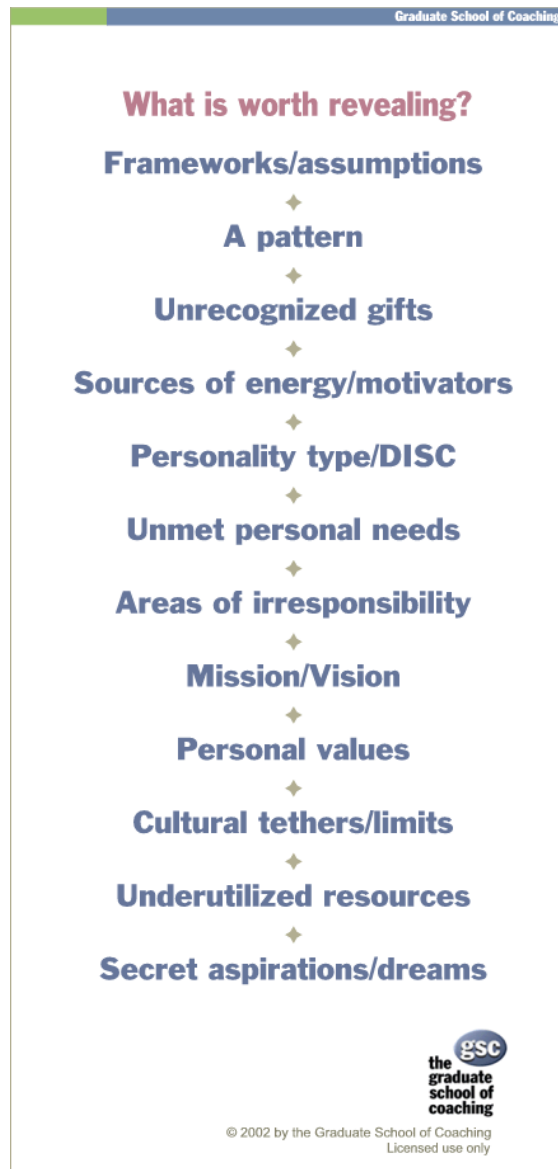 Graduate School of Coaching
What is worth revealing?
Frameworks/assumptions
A pattern
Unrecognized gifts
Sources of energy/motivators
Personality type/DISC
Unmet personal needs
Areas of irresponsibility
Mission/Vision
Personal values
Cultural tethers/limits
Underutilized resources
Secret aspirations/dreams
gsc
the
graduate
school of
coaching
© 2002 by the Graduate School of Coaching
Licensed use only